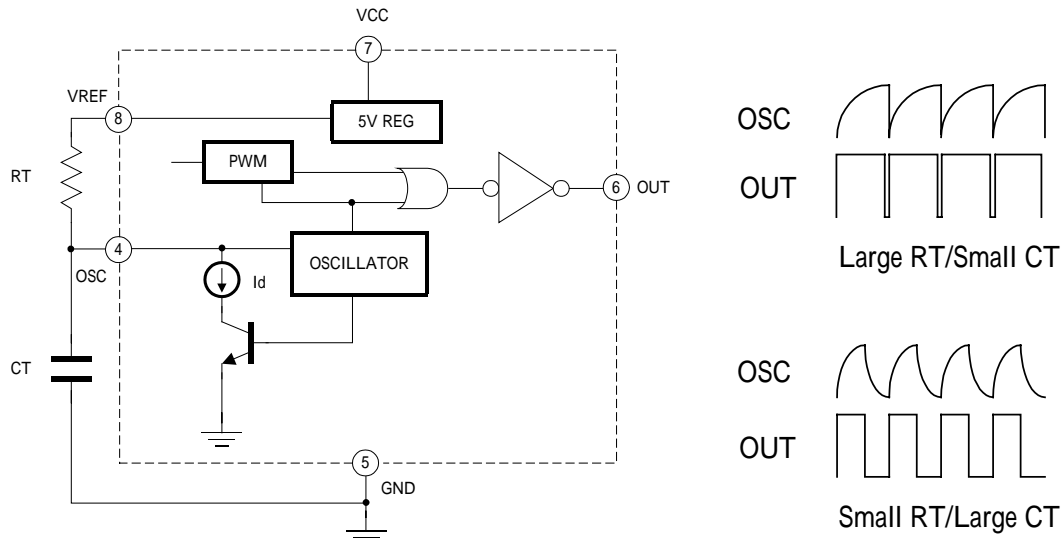 VCC
7
VREF
8
5V REG
RT
PWM
6
OUT
4
OSC
OSCILLATOR
Id
CT
5
GND
OSC
OUT
Large RT/Small CT
OSC
OUT
Small RT/Large CT